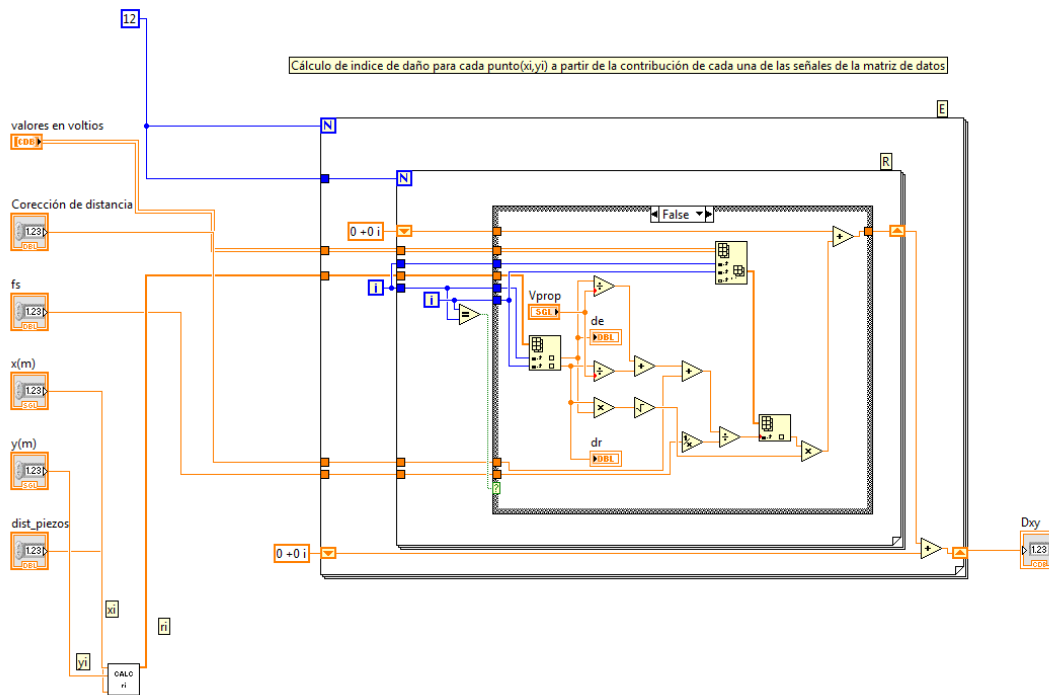 12
Cálculo de indice de daño para cada punto(xi,yi) a partir de la contribución de cada una de las señales de la matriz de datos
valores en voltios
[CDB]
E
N
R
N
Corección de distancia
1.23
DBL
0 +0 i
False
fs
1.23
DBL
i
i
Vprop
SGL
de
DBL
x(m)
1.23
SGL
y(m)
1.23
SGL
dr
DBL
?
dist_piezos
1.23
DBL
0 +0 i
Dxy
1.23
CDB
xi
ri
yi
CALC
ri